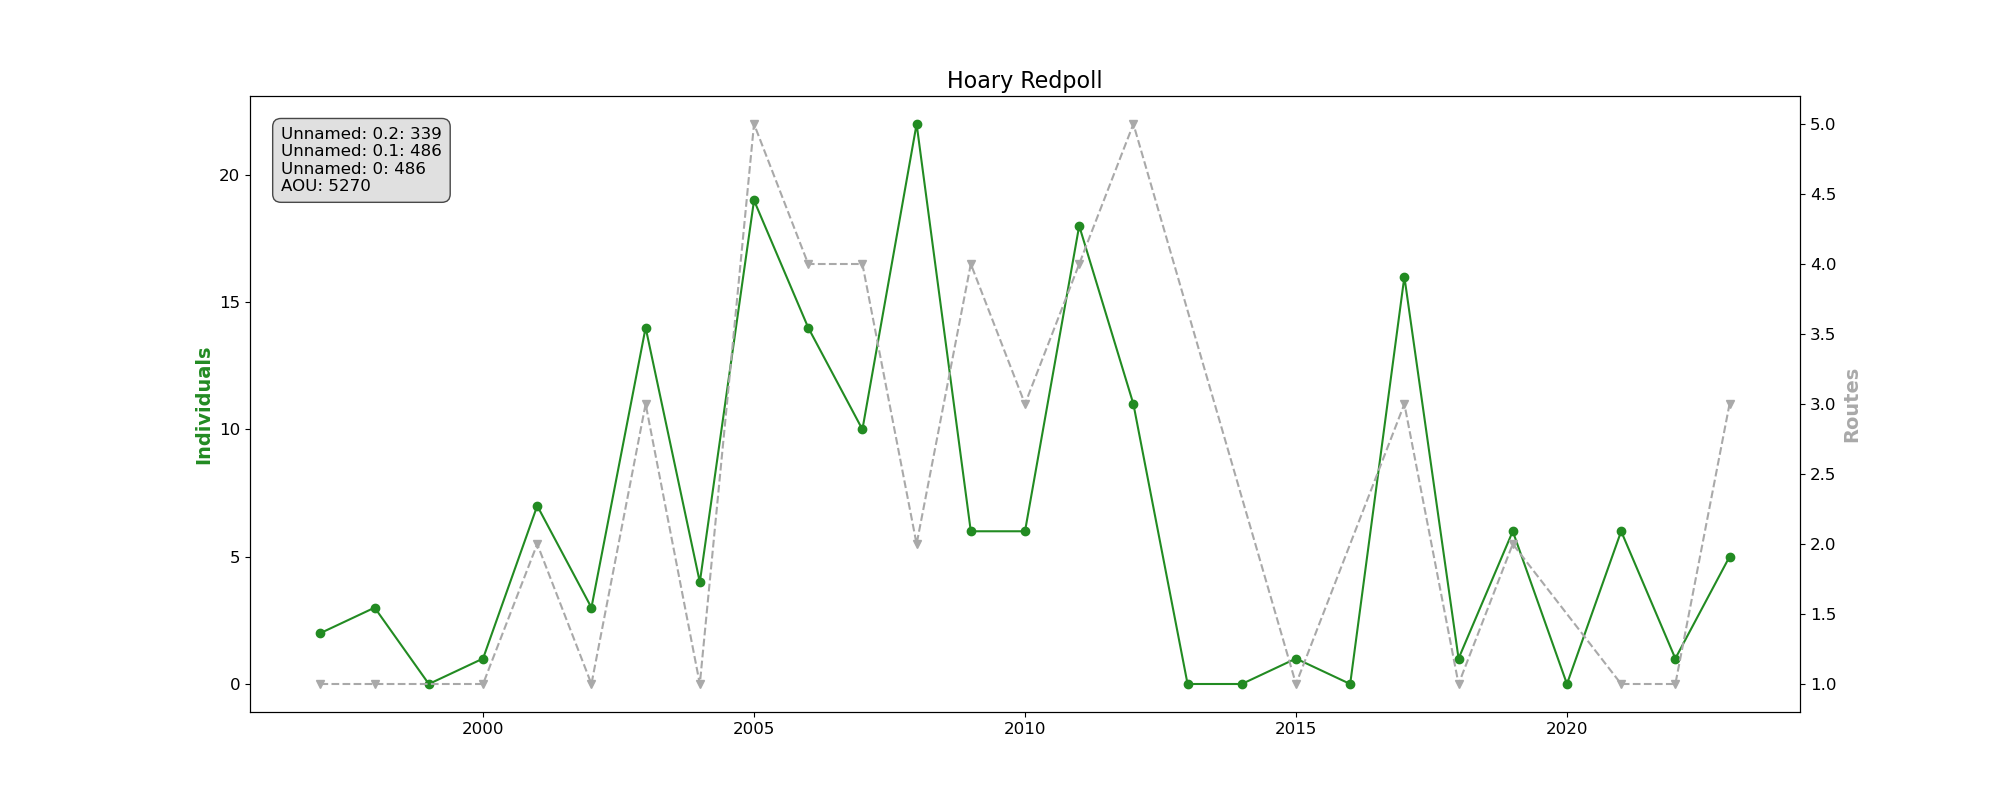 Hoary Redpoll
Unnamed: 0.2: 339
Unnamed: 0.1: 486
Unnamed: 0: 486
AOU: 5270
Individuals
20
15
10
5
0
5.0
4.5
4.0
3.5
3.0
2.5
2.0
1.5
1.0
Routes
2000 2005 2010 2015 2020